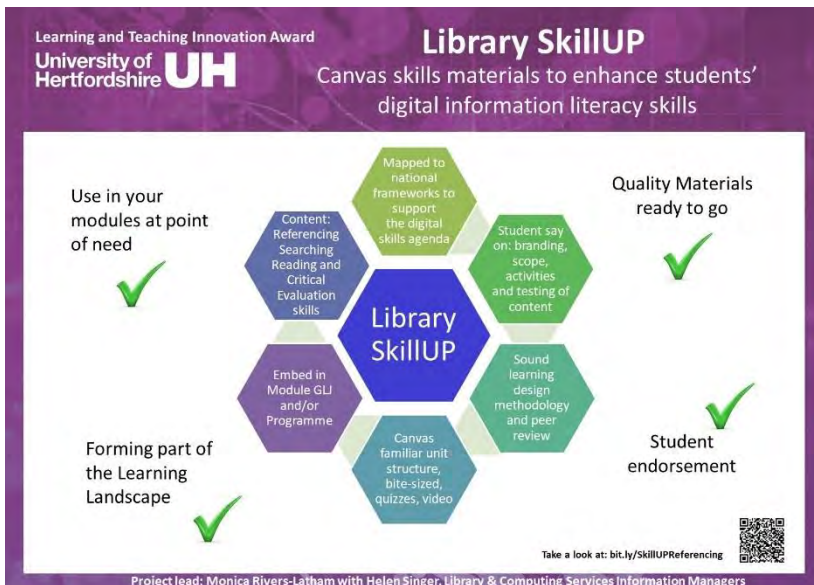 Learning and Teaching Innovation Award
University of
Hertfordshire UH
Library SkillUP
Canvas skills materials to enhance students'
digital information literacy skills
Use in your
modules at point
of need
Quality Materials
ready to go
Mapped to
national
frameworks to
support
the digital
skills agenda
Student say
on: branding,
scope,
activities
and testing of
content
Sound
learning
design
methodology
and peer
review
Canvas
familiar unit
structure,
bite-sized,
quizzes, video
Embed in
Module GLJ
and/or
Programme
Content:
Referencing
Searching
Reading and
Critical
Evaluation
skills
Library
SkillUP
Forming part of
the Learning
Landscape
Student
endorsement
Take a look at: bit.ly/SkillUPReferencing
Project lead: Monica Rivers-Latham with Helen Singer, Library & Computing Services Information Managers